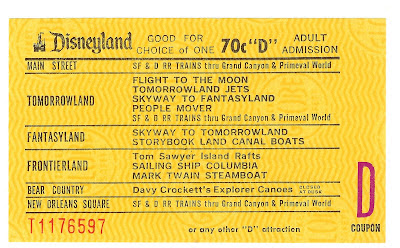 Disneyland GOOD FOR CHOICE of ONE 70c "D" ADULT ADMISSION
MAIN STREET SF & D RR TRAINS thru Grand Canyon & Primeval World
TOMORROWLAND
FLIGHT TO THE MOON
TOMORROWLAND JETS
SKYWAY TO FANTASYLAND
PEOPLE MOVER
SF & D RR TRAINS thru Grand Canyon & Primeval World
FANTASYLAND
SKYWAY TO TOMORROWLAND
STORYBOOK LAND CANAL BOATS
FRONTIERLAND
Tom Sawyer Island Rafts
SAILING SHIP COLUMBIA
MARK TWAIN STEAMBOAT
BEAR COUNTRY Davy Crockett's Explorer Canoes CLOSED AT DUSK
NEW ORLEANS SQUARE SF & D RR TRAINS thru Grand Canyon & Primeval World
T1176597 or any other "D" attraction
D
COUPON